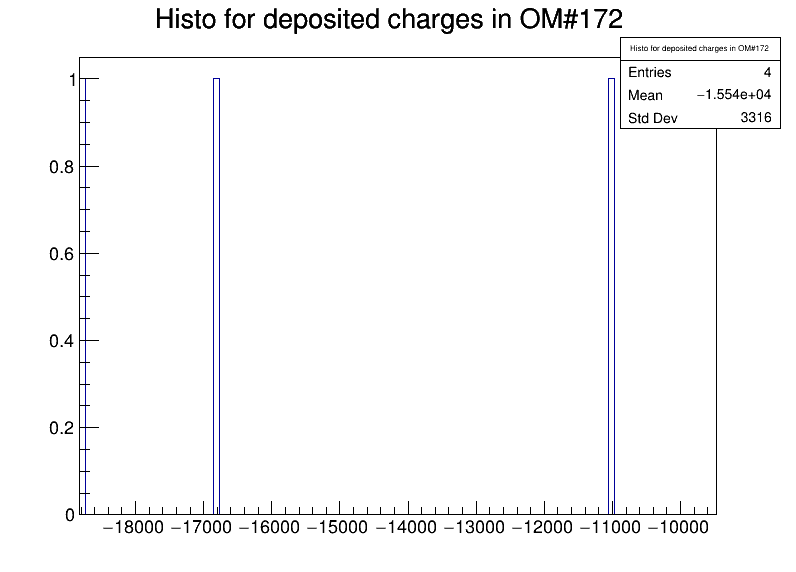 Histo for deposited charges in OM#172
Histo for deposited charges in OM#172
Entries 4
Mean −1.554e+04
Std Dev 3316
1
0.8
0.6
0.4
0.2
0
−18000 −17000 −16000 −15000 −14000 −13000 −12000 −11000 −10000